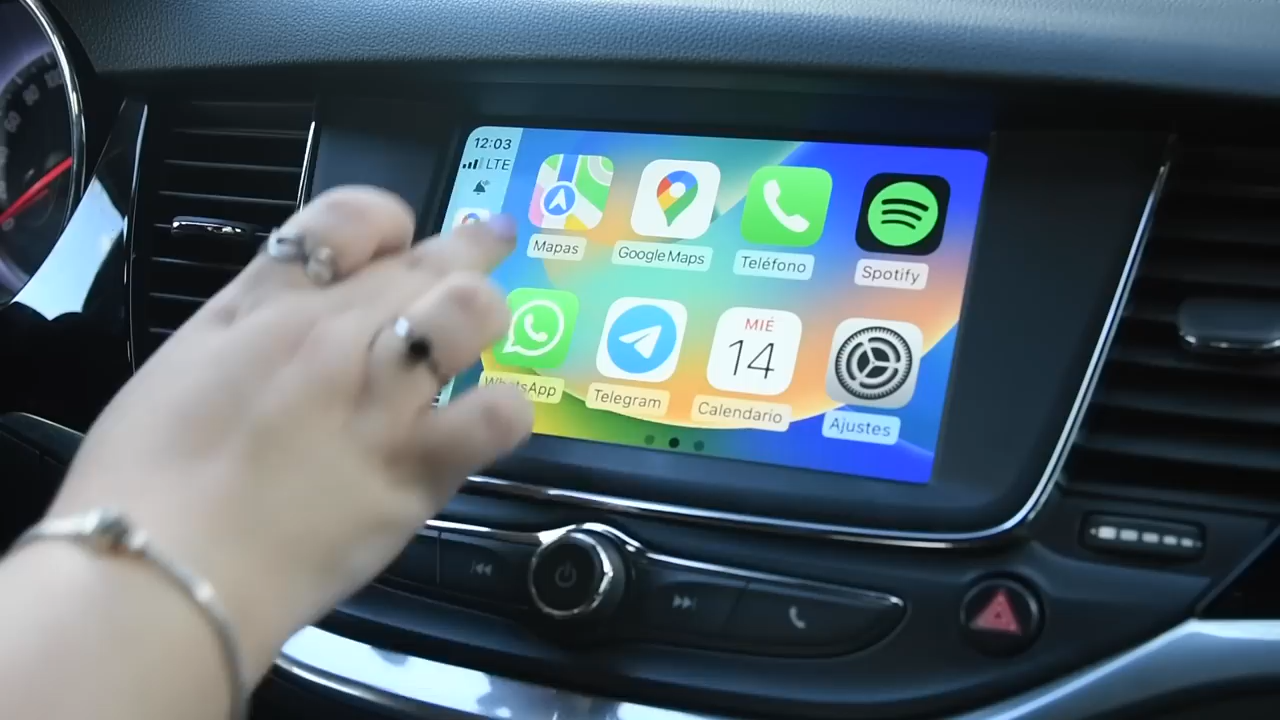 12:03
LTE
Mapas
Google Maps
Teléfono
Spotify
WhatsApp
Telegram
MIÉ
14
Calendario
Ajustes